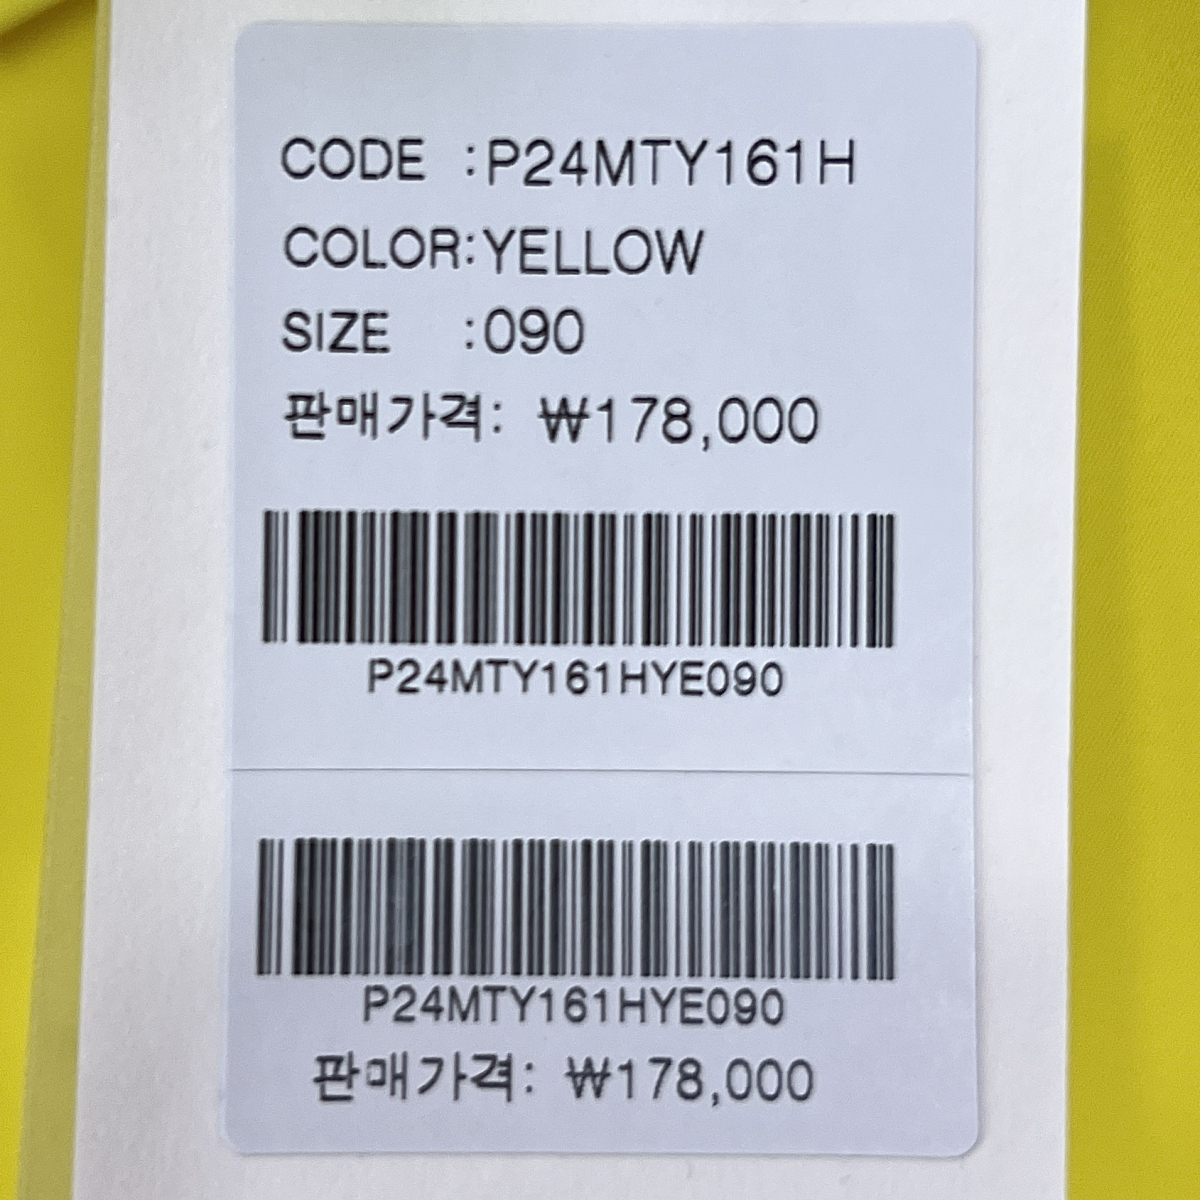 CODE :P24MTY161H
COLOR:YELLOW
SIZE :090
판매가격: ₩178,000
P24MTY161HYE090
P24MTY161HYE090
판매가격: ₩178,000